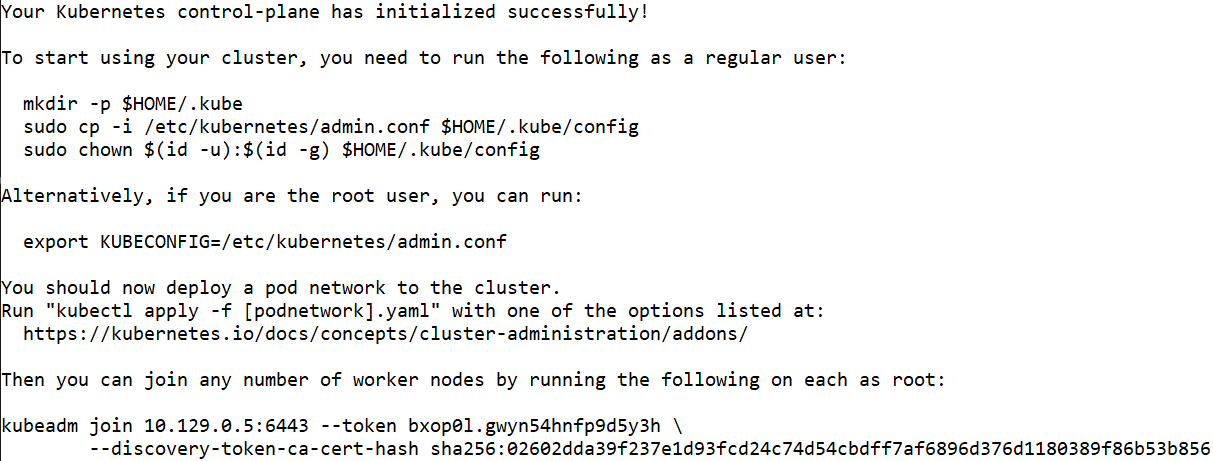 Your Kubernetes control-plane has initialized successfully!
To start using your cluster, you need to run the following as a regular user:
mkdir -p $HOME/.kube
sudo cp -i /etc/kubernetes/admin.conf $HOME/.kube/config
sudo chown $(id -u):$(id -g) $HOME/.kube/config
Alternatively, if you are the root user, you can run:
export KUBECONFIG=/etc/kubernetes/admin.conf
You should now deploy a pod network to the cluster.
Run "kubectl apply -f [podnetwork].yaml" with one of the options listed at:
https://kubernetes.io/docs/concepts/cluster-administration/addons/
Then you can join any number of worker nodes by running the following on each as root:
kubeadm join 10.129.0.5:6443 --token bxop0l.gwyn54hnfp9d5y3h \
--discovery-token-ca-cert-hash sha256:02602dda39f237e1d93fcd24c74d54cbdff7af6896d376d1180389f86b53b856